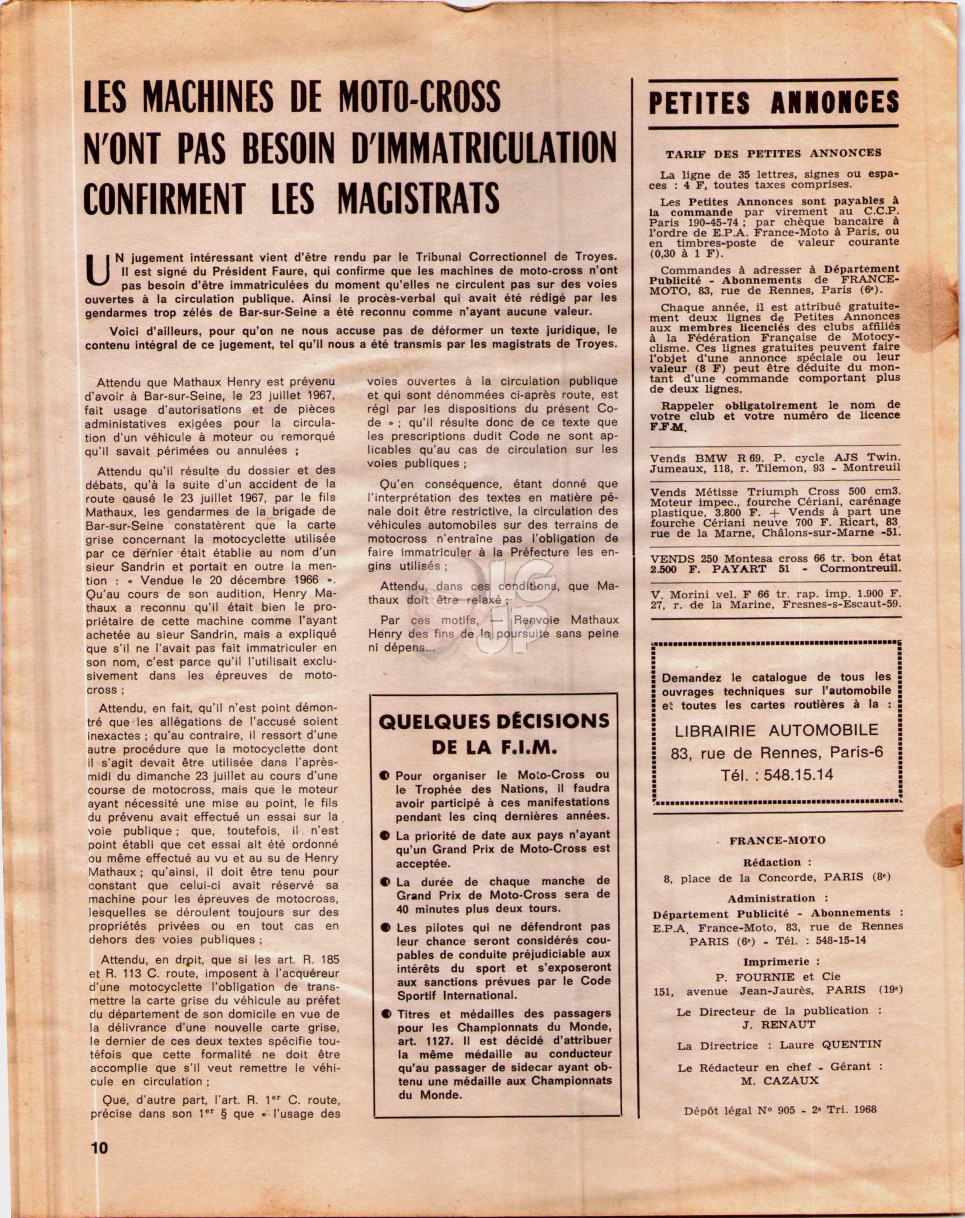 LES MACHINES DE MOTO-CROSS
N'ONT PAS BESOIN D'IMMATRICULATION
CONFIRMENT LES MAGISTRATS
UN jugement intéressant vient d'être rendu par le Tribunal Correctionnel de Troyes.
Il est signé du Président Faure, qui confirme que les machines de moto-cross n'ont
pas besoin d'être immatriculées du moment qu'elles ne circulent pas sur des voies
ouvertes à la circulation publique. Ainsi le procès-verbal qui avait été rédigé par les
gendarmes trop zélés de Bar-sur-Seine a été reconnu comme n'ayant aucune valeur.
Voici d'ailleurs, pour qu'on ne nous accuse pas de déformer un texte juridique, le
contenu intégral de ce jugement, tel qu'il nous a été transmis par les magistrats de Troyes.
Attendu que Mathaux Henry est prévenu
d'avoir à Bar-sur-Seine, le 23 juillet 1967,
fait usage d'autorisations et de pièces
administatives exigées pour la circula-
tion d'un véhicule à moteur ou remorqué
qu'il savait périmées ou annulées ;
Attendu qu'il résulte du dossier et des
débats, qu'à la suite d'un accident de la
route causé le 23 juillet 1967, par le fils
Mathaux, les gendarmes de la brigade de
Bar-sur-Seine constatèrent que la carte
grise concernant la motocyclette utilisée
par ce dernier était établie au nom d'un
sieur Sandrin et portait en outre la men-
tion : « Vendue le 20 décembre 1966 ».
Qu'au cours de son audition, Henry Ma-
thaux a reconnu qu'il était bien le pro-
priétaire de cette machine comme l'ayant
achetée au sieur Sandrin, mais a expliqué
que s'il ne l'avait pas fait immatriculer en
son nom, c'est parce qu'il l'utilisait exclu-
sivement dans les épreuves de moto-
cross ;
Attendu, en fait, qu'il n'est point démon-
tré que les allégations de l'accusé soient
inexactes ; qu'au contraire, il ressort d'une
autre procédure que la motocyclette dont
il s'agit devait être utilisée dans l'après-
midi du dimanche 23 juillet au cours d'une
course de motocross, mais que le moteur
ayant nécessité une mise au point, le fils
du prévenu avait effectué un essai sur la
voie publique ; que, toutefois, il n'est
point établi que cet essai ait été ordonné
ou même effectué au vu et au su de Henry
Mathaux ; qu'ainsi, il doit être tenu pour
constant que celui-ci avait réservé sa
machine pour les épreuves de motocross,
lesquelles se déroulent toujours sur des
propriétés privées ou en tout cas en
dehors des voies publiques ;
Attendu, en droit, que si les art. R. 185
et R. 113 C. route, imposent à l'acquéreur
d'une motocyclette l'obligation de trans-
mettre la carte grise du véhicule au préfet
du département de son domicile en vue de
la délivrance d'une nouvelle carte grise,
le dernier de ces deux textes spécifie tou-
téfois que cette formalité ne doit être
accomplie que s'il veut remettre le véhi-
cule en circulation ;
Que, d'autre part, l'art. R. 1er C. route,
précise dans son 1er § que « l'usage des
voies ouvertes à la circulation publique
et qui sont dénommées ci-après route, est
régi par les dispositions du présent Co-
de » ; qu'il résulte donc de ce texte que
les prescriptions dudit Code ne sont ap-
plicables qu'au cas de circulation sur les
voies publiques ;
Qu'en conséquence, étant donné que
l'interprétation des textes en matière pé-
nale doit être restrictive, la circulation des
véhicules automobiles sur des terrains de
motocross n'entraîne pas l'obligation de
faire immatriculer à la Préfecture les en-
gins utilisés ;
Attendu, dans ces conditions, que Ma-
thaux doit être relaxé ;
Par ces motifs, — Renvoie Mathaux
Henry des fins de la poursuite sans peine
ni dépens...
QUELQUES DÉCISIONS
DE LA F.I.M.
Pour organiser le Moto-Cross ou
le Trophée des Nations, il faudra
avoir participé à ces manifestations
pendant les cinq dernières années.
La priorité de date aux pays n'ayant
qu'un Grand Prix de Moto-Cross est
acceptée.
La durée de chaque manche de
Grand Prix de Moto-Cross sera de
40 minutes plus deux tours.
Les pilotes qui ne défendront pas
leur chance seront considérés cou-
pables de conduite préjudiciable aux
intérêts du sport et s'exposeront
aux sanctions prévues par le Code
Sportif International.
Titres et médailles des passagers
pour les Championnats du Monde,
art. 1127. Il est décidé d'attribuer
la même médaille au conducteur
qu'au passager de sidecar ayant ob-
tenu une médaille aux Championnats
du Monde.
PETITES ANNONCES
TARIF DES PETITES ANNONCES
La ligne de 35 lettres, signes ou espa-
ces : 4 F, toutes taxes comprises.
Les Petites Annonces sont payables à
la commande par virement au C.C.P.
Paris 190-45-74 ; par chèque bancaire à
l'ordre de E.P.A. France-Moto à Paris, ou
en timbres-poste de valeur courante
(0,30 à 1 F).
Commandes à adresser à Département
Publicité - Abonnements de FRANCE-
MOTO, 83, rue de Rennes, Paris (6e).
Chaque année, il est attribué gratuite-
ment deux lignes de Petites Annonces
aux membres licenciés des clubs affiliés
à la Fédération Française de Motocy-
clisme. Ces lignes gratuites peuvent faire
l'objet d'une annonce spéciale ou leur
valeur (8 F) peut être déduite du mon-
tant d'une commande comportant plus
de deux lignes.
Rappeler obligatoirement le nom de
votre club et votre numéro de licence
F.F.M.
Vends BMW R 69. P. cycle AJS Twin.
Jumeaux, 118, r. Tilemon, 93 - Montreuil
Vends Métisse Triumph Cross 500 cm3.
Moteur impec., fourche Cériani, carénage
plastique, 3.800 F. + Vends à part une
fourche Cériani neuve 700 F. Ricart, 83
rue de la Marne, Châlons-sur-Marne -51.
VENDS 250 Montesa cross 66 tr. bon état
2.500 F. PAYART 51 - Cormontreuil.
V. Morini vel. F 66 tr. rap. imp. 1.900 F.
27, r. de la Marine, Fresnes-s-Escaut-59.
Demandez le catalogue de tous les
ouvrages techniques sur l'automobile
et toutes les cartes routières à la :
LIBRAIRIE AUTOMOBILE
83, rue de Rennes, Paris-6
Tél. : 548.15.14
FRANCE-MOTO
Rédaction :
8, place de la Concorde, PARIS (8e)
Administration :
Département Publicité - Abonnements :
E.P.A. France-Moto, 83, rue de Rennes
PARIS (6e) - Tél. : 548-15-14
Imprimerie :
P. FOURNIE et Cie
151, avenue Jean-Jaurès, PARIS (19e)
Le Directeur de la publication :
J. RENAUT
La Directrice : Laure QUENTIN
Le Rédacteur en chef - Gérant :
M. CAZAUX
Dépôt légal No 905 - 2e Tri. 1968
10